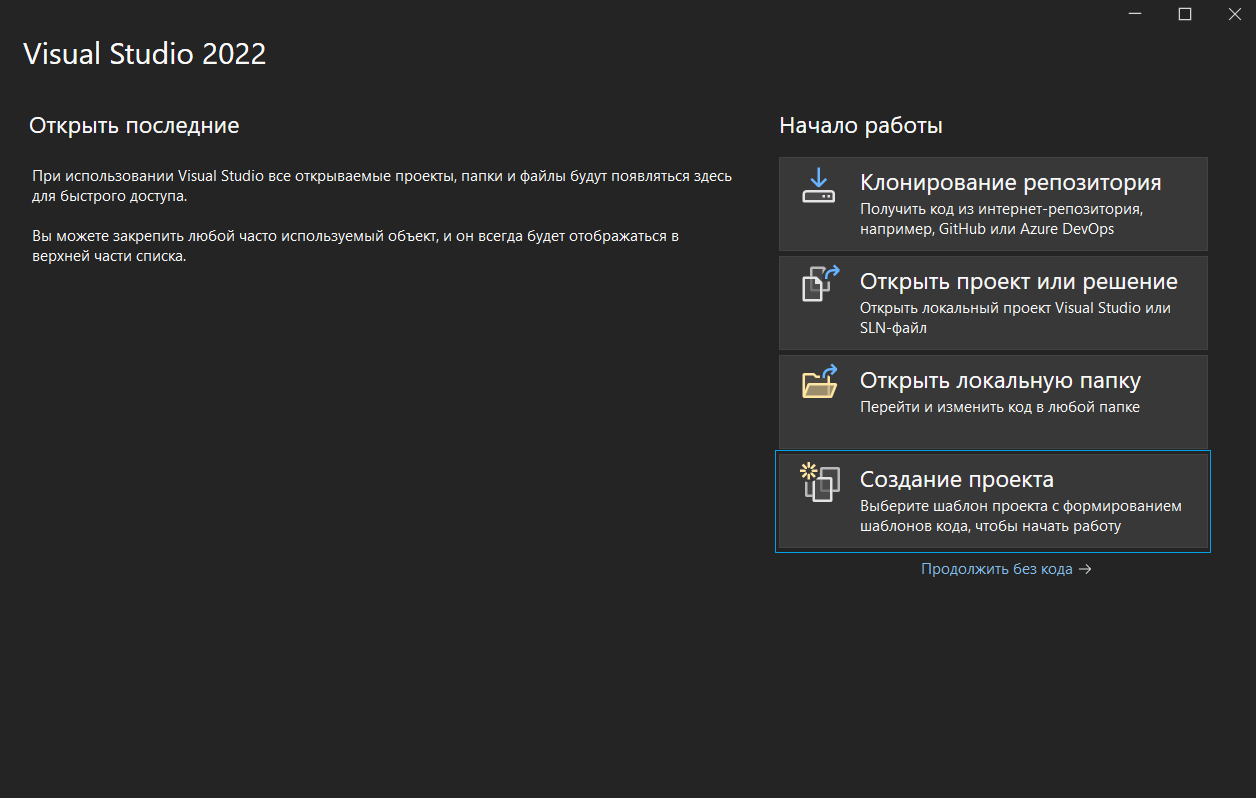 Visual Studio 2022
Открыть последние
При использовании Visual Studio все открываемые проекты, папки и файлы будут появляться здесь
для быстрого доступа.
Вы можете закрепить любой часто используемый объект, и он всегда будет отображаться в
верхней части списка.
Начало работы
Клонирование репозитория
Получить код из интернет-репозитория,
например, GitHub или Azure DevOps
Открыть проект или решение
Открыть локальный проект Visual Studio или
SLN-файл
Открыть локальную папку
Перейти и изменить код в любой папке
Создание проекта
Выберите шаблон проекта с формированием
шаблонов кода, чтобы начать работу
Продолжить без кода →